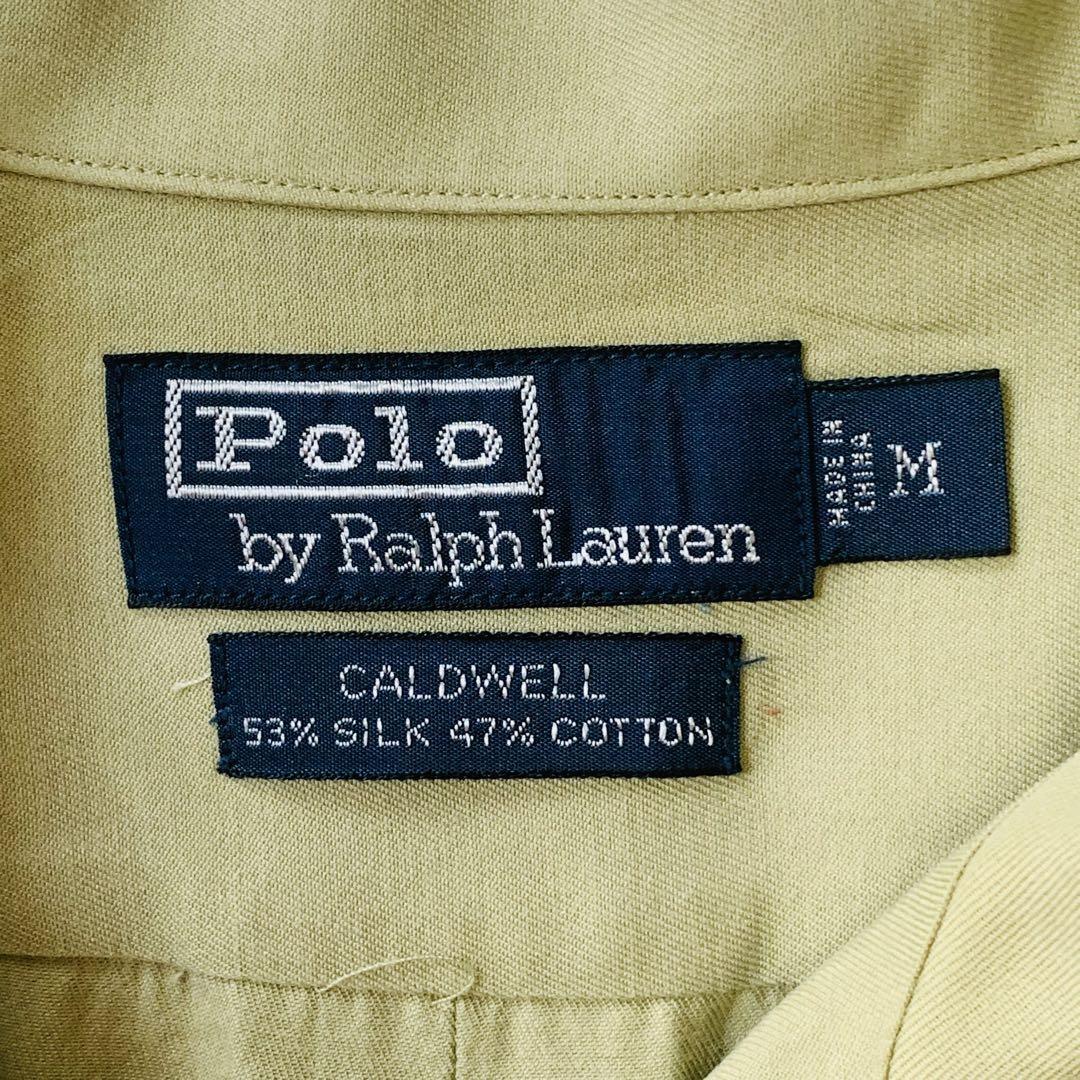 Polo
by Ralph Lauren
MADE IN
CHINA
M
CALDWELL
53% SILK 47% COTTON